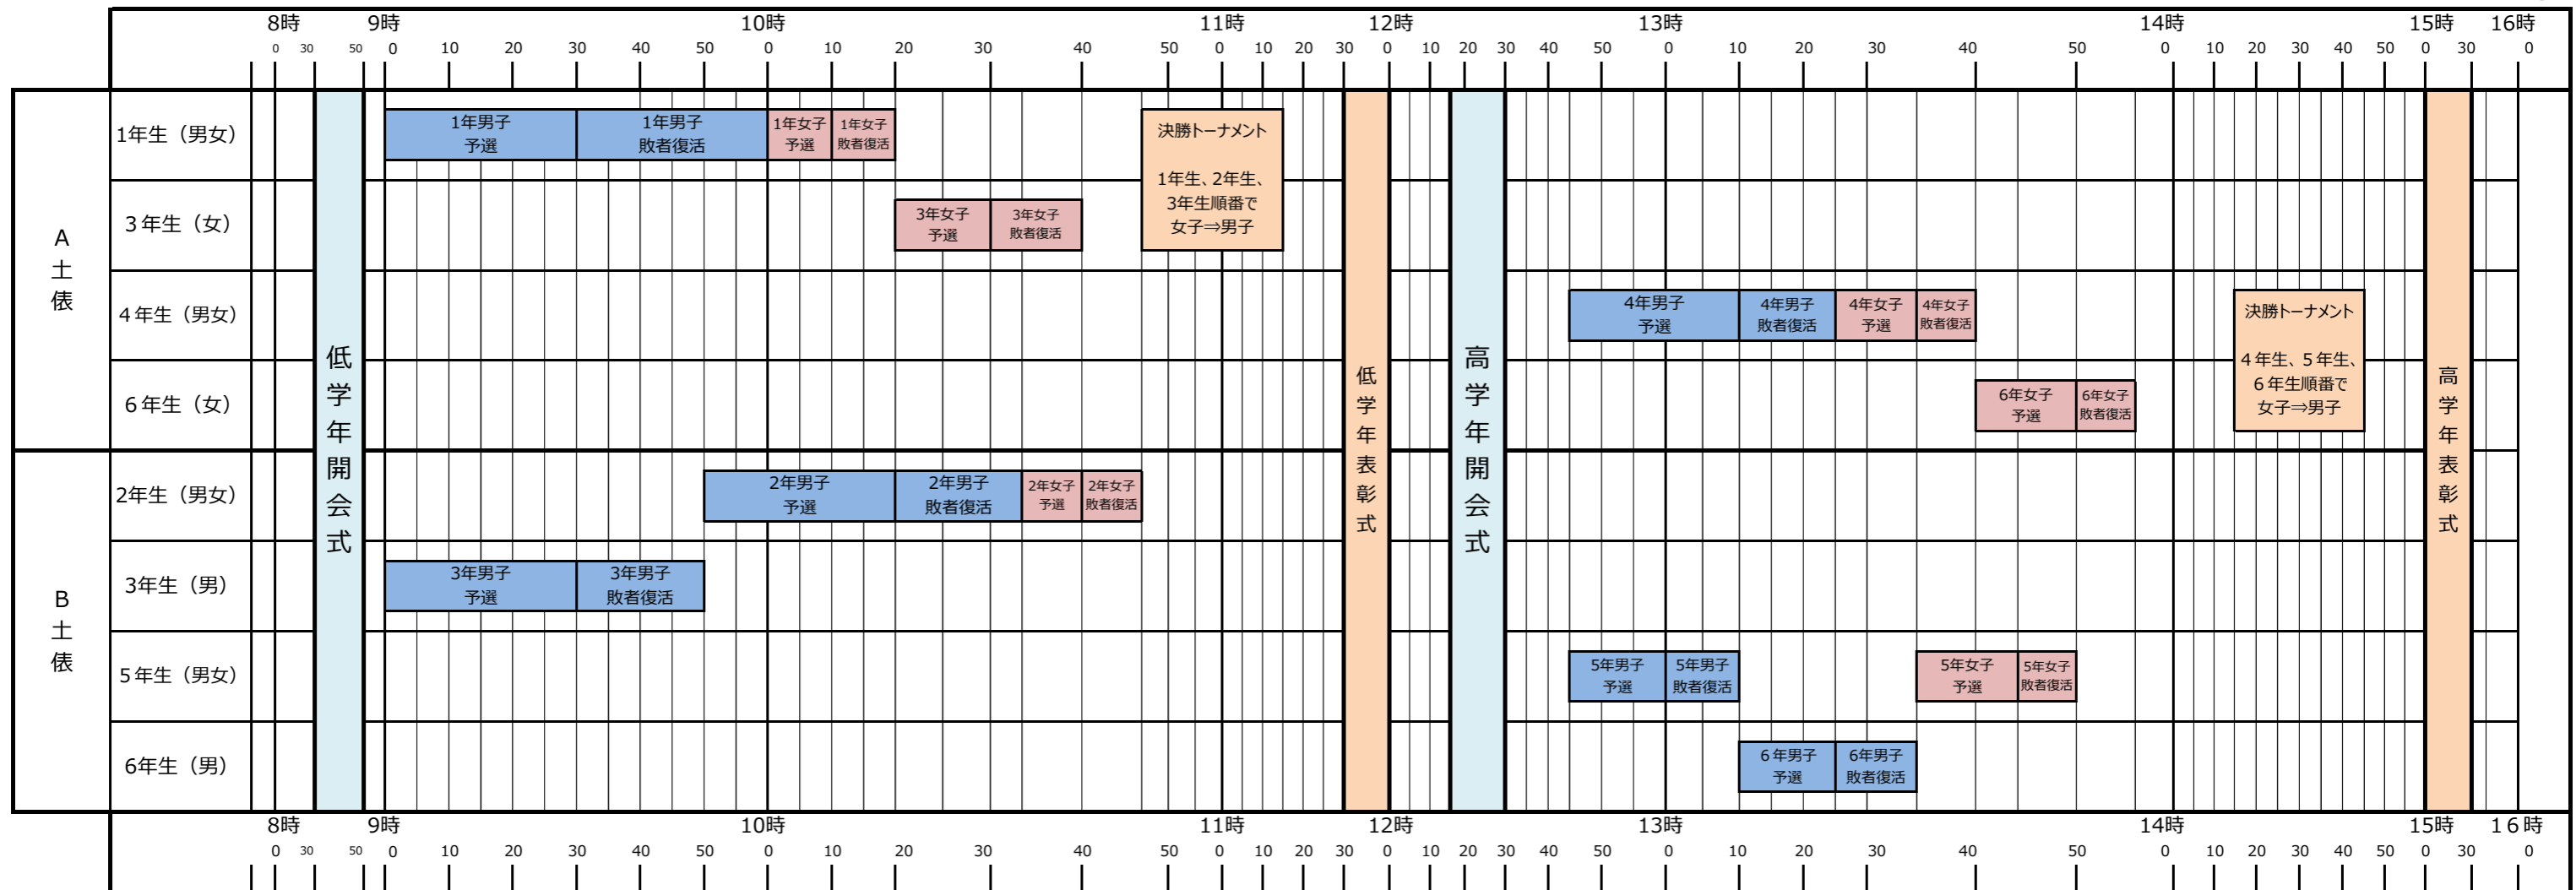 8時 9時 10時 11時 12時 13時 14時 15時 16時
0 30 50 0 10 20 30 40 50 0 10 20 30 40 50 0 10 20 30 0 10 20 30 40 50 0 10 20 30 40 50 0 10 20 30 40 50 0 30 0
A土俵
B土俵
低学年開会式
低学年表彰式
高学年開会式
高学年表彰式
1年生（男女）
1年男子
予選
1年男子
敗者復活
1年女子
予選
1年女子
敗者復活
決勝トーナメント
1年生、2年生、
3年生順番で
女子⇒男子
３年生（女）
3年女子
予選
3年女子
敗者復活
４年生（男女）
4年男子
予選
4年男子
敗者復活
4年女子
予選
4年女子
敗者復活
決勝トーナメント
４年生、５年生、
６年生順番で
女子⇒男子
６年生（女）
6年女子
予選
6年女子
敗者復活
2年生（男女）
2年男子
予選
2年男子
敗者復活
2年女子
予選
2年女子
敗者復活
3年生（男）
3年男子
予選
3年男子
敗者復活
５年生（男女）
5年男子
予選
5年男子
敗者復活
5年女子
予選
5年女子
敗者復活
6年生（男）
６年男子
予選
6年男子
敗者復活
8時 9時 10時 11時 12時 13時 14時 15時 １６時
0 30 50 0 10 20 30 40 50 0 10 20 30 40 50 0 10 20 30 0 10 20 30 40 50 0 10 20 30 40 50 0 10 20 30 40 50 0 30 0